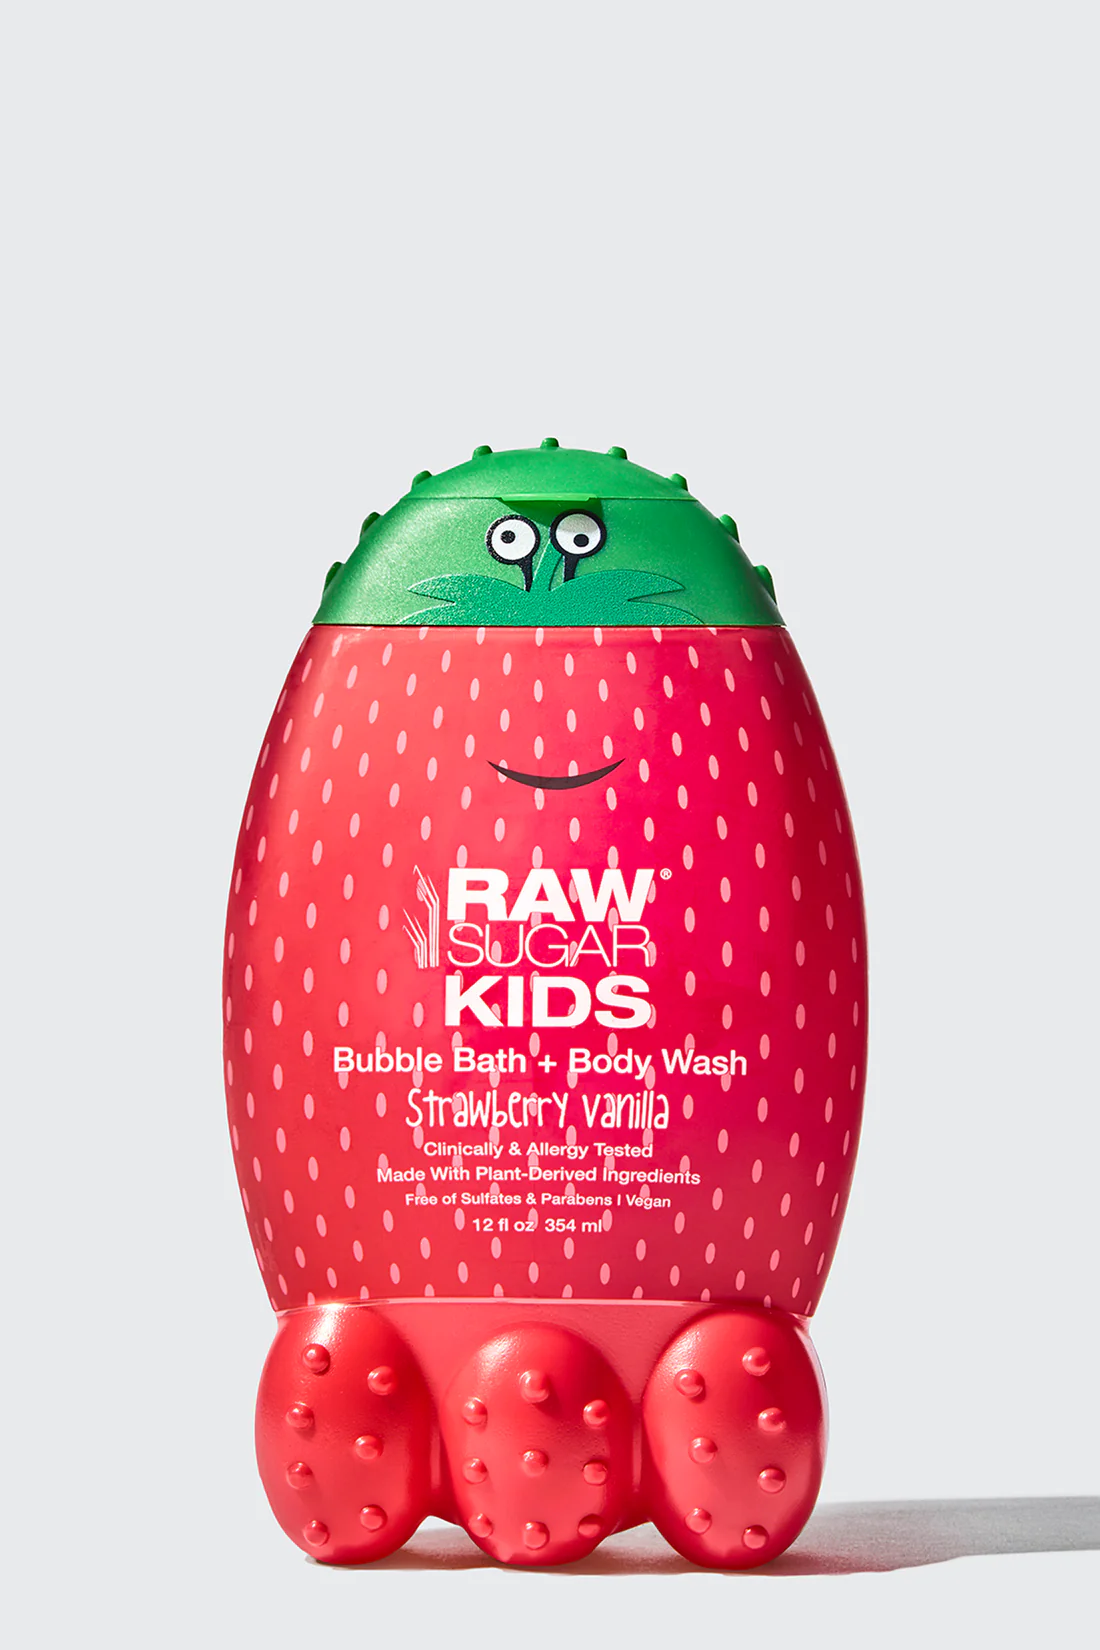 RAW®
SUGAR
KIDS
Bubble Bath + Body Wash
Strawberry vanilla
Clinically & Allergy Tested
Made With Plant-Derived Ingredients
Free of Sulfates & Parabens | Vegan
12 fl oz 354 ml